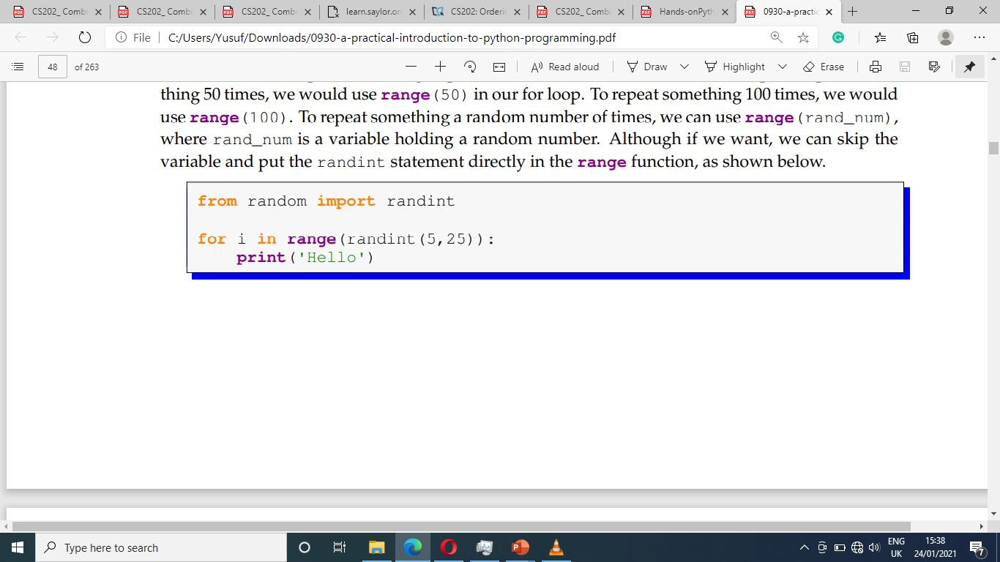 CS202_ Combi
CS202_ Combi
CS202_ Combi
learn.saylor.or
CS202: Orderi
CS202_ Combi
Hands-onPyth
0930-a-practic
File C:/Users/Yusuf/Downloads/0930-a-practical-introduction-to-python-programming.pdf
48 of 263 Read aloud Draw Highlight Erase
thing 50 times, we would use range(50) in our for loop. To repeat something 100 times, we would
use range(100). To repeat something a random number of times, we can use range(rand_num),
where rand_num is a variable holding a random number. Although if we want, we can skip the
variable and put the randint statement directly in the range function, as shown below.
from random import randint
for i in range(randint(5,25)):
    print('Hello')
Type here to search
ENG
UK
15:38
24/01/2021
7